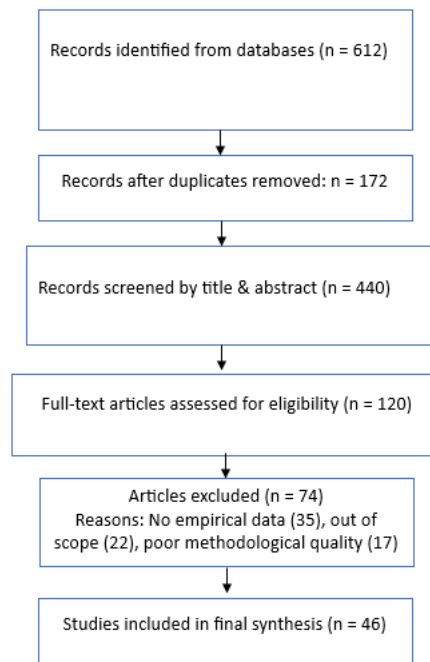 Records identified from databases (n = 612)
Records after duplicates removed: n = 172
Records screened by title & abstract (n = 440)
Full-text articles assessed for eligibility (n = 120)
Articles excluded (n = 74)
Reasons: No empirical data (35), out of
scope (22), poor methodological quality (17)
Studies included in final synthesis (n = 46)